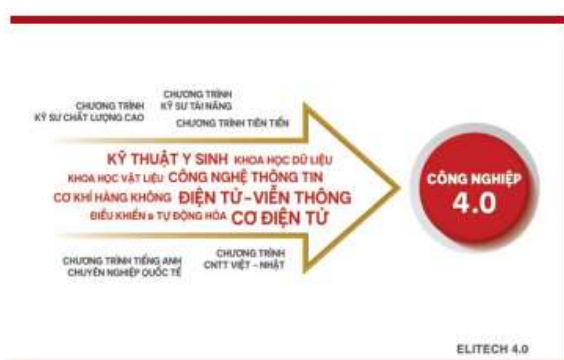 CHƯƠNG TRÌNH
KỸ SƯ TÀI NĂNG
CHƯƠNG TRÌNH
KỸ SƯ CHẤT LƯỢNG CAO
CHƯƠNG TRÌNH TIÊN TIẾN
KỸ THUẬT Y SINH KHOA HỌC DỮ LIỆU
KHOA HỌC VẬT LIỆU CÔNG NGHỆ THÔNG TIN
CƠ KHÍ HÀNG KHÔNG ĐIỆN TỬ-VIỄN THÔNG
ĐIỀU KHIỂN & TỰ ĐỘNG HÓA CƠ ĐIỆN TỬ
CÔNG NGHIỆP
4.0
CHƯƠNG TRÌNH TIẾNG ANH
CHUYÊN NGHIỆP QUỐC TẾ
CHƯƠNG TRÌNH
CNTT VIỆT - NHẬT
ELITECH 4.0